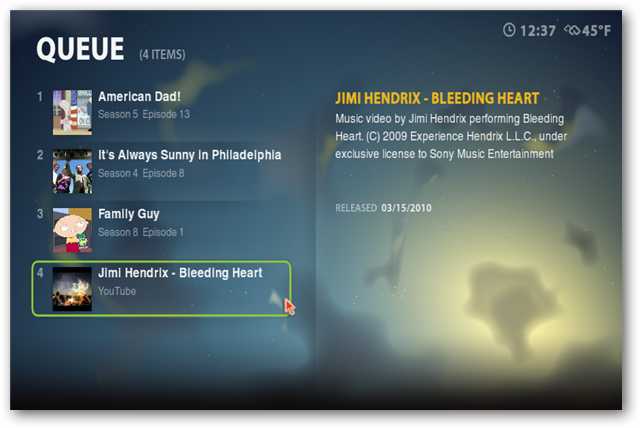 QUEUE (4 ITEMS)
12:37 45°F
1 American Dad!
Season 5 Episode 13
2 It's Always Sunny in Philadelphia
Season 4 Episode 8
3 Family Guy
Season 8 Episode 1
4 Jimi Hendrix - Bleeding Heart
YouTube
JIMI HENDRIX - BLEEDING HEART
Music video by Jimi Hendrix performing Bleeding
Heart. (C) 2009 Experience Hendrix L.L.C., under
exclusive license to Sony Music Entertainment
RELEASED 03/15/2010